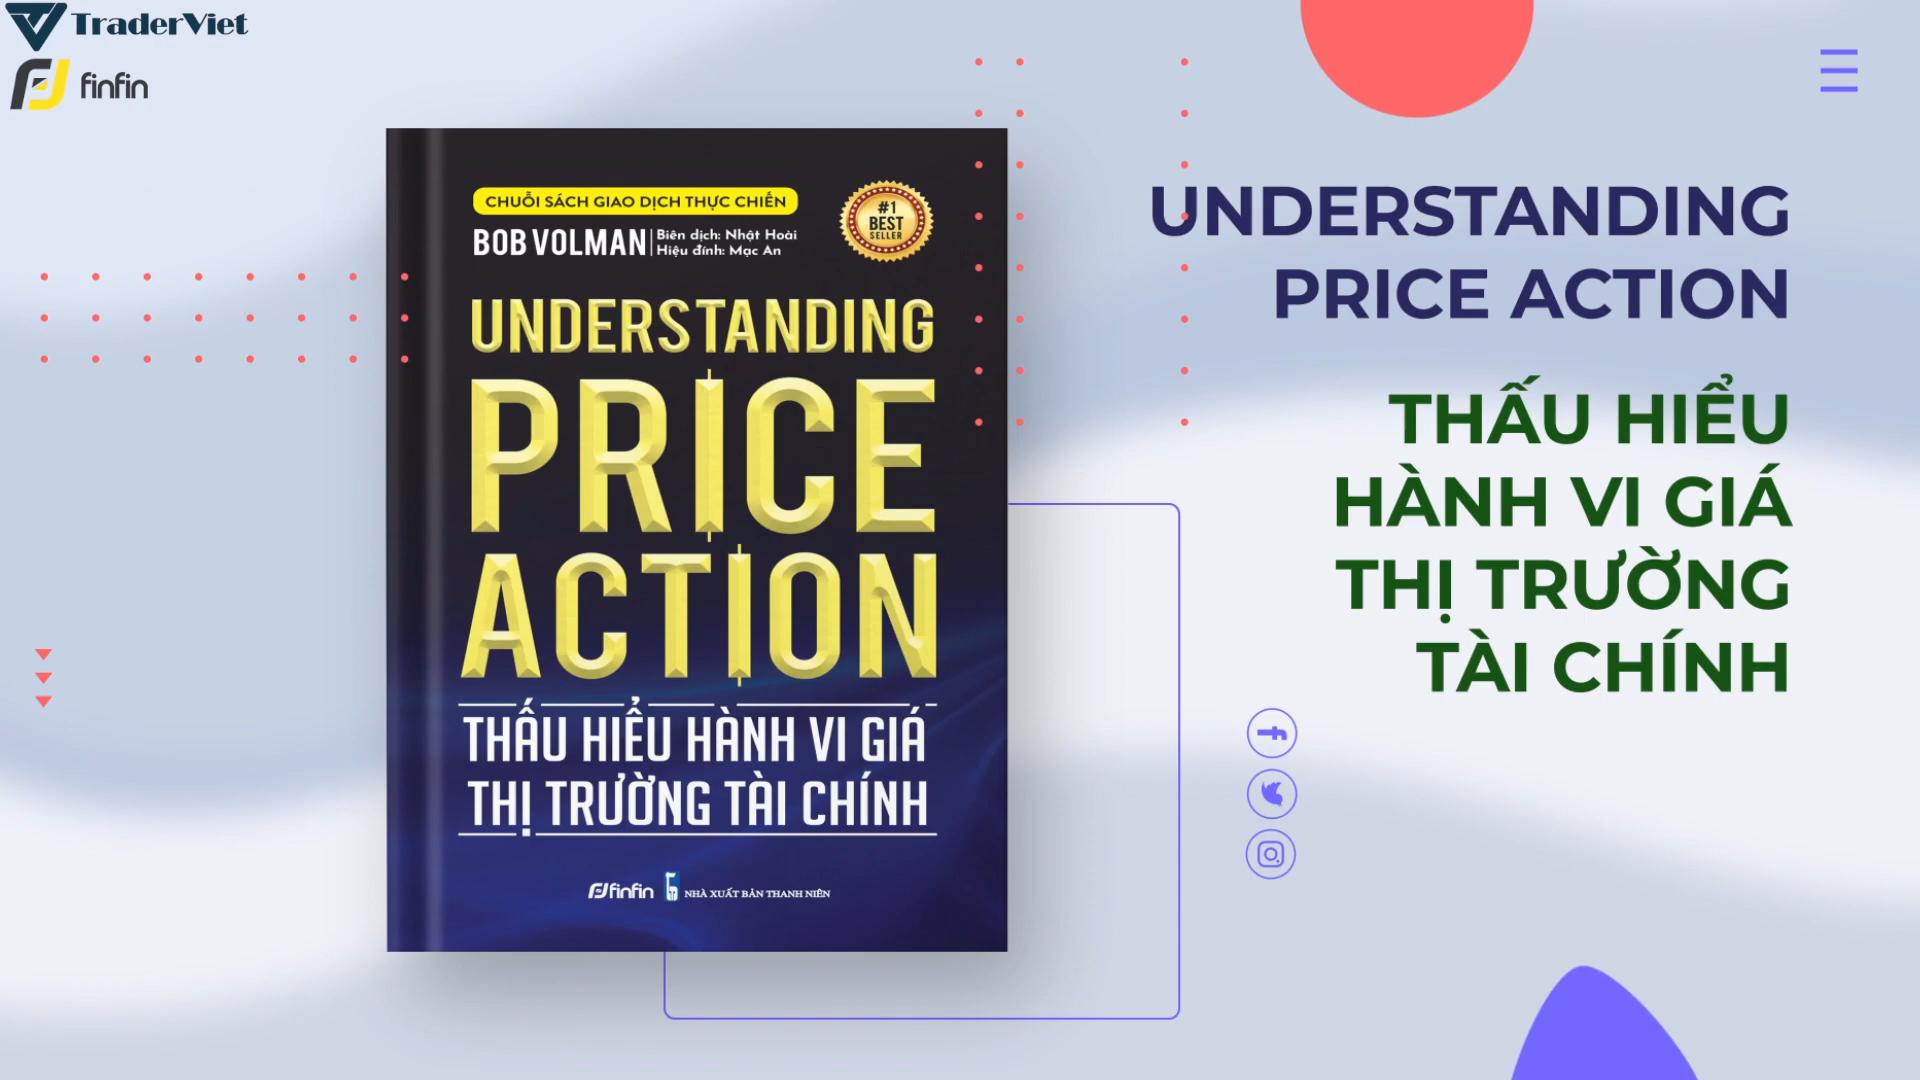 TraderViet
finfin
CHUỖI SÁCH GIAO DỊCH THỰC CHIẾN
BOB VOLMAN
Biên dịch: Nhật Hoài
Hiệu đính: Mạc An
#1
BEST
SELLER
UNDERSTANDING
PRICE
ACTION
THẤU HIỂU HÀNH VI GIÁ
THỊ TRƯỜNG TÀI CHÍNH
finfin
NHÀ XUẤT BẢN THANH NIÊN
UNDERSTANDING
PRICE ACTION
THẤU HIỂU
HÀNH VI GIÁ
THỊ TRƯỜNG
TÀI CHÍNH